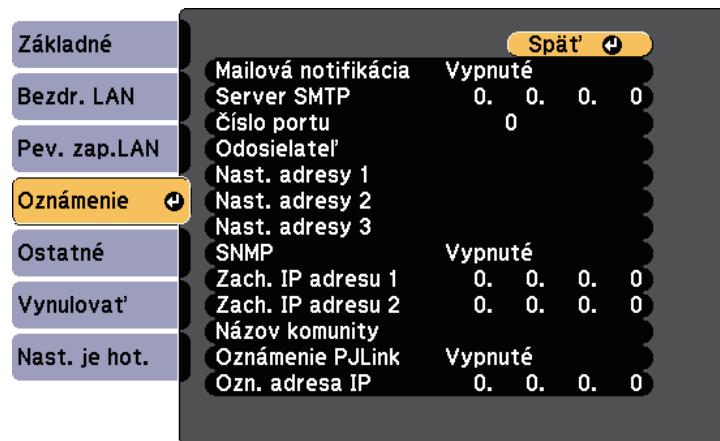 Základné
Bezdr. LAN
Pev. zap.LAN
Oznámenie
Ostatné
Vynulovať
Nast. je hot.
Späť
Mailová notifikácia Vypnuté
Server SMTP 0. 0. 0. 0
Číslo portu 0
Odosielateľ
Nast. adresy 1
Nast. adresy 2
Nast. adresy 3
SNMP Vypnuté
Zach. IP adresu 1 0. 0. 0. 0
Zach. IP adresu 2 0. 0. 0. 0
Názov komunity
Oznámenie PJLink Vypnuté
Ozn. adresa IP 0. 0. 0. 0